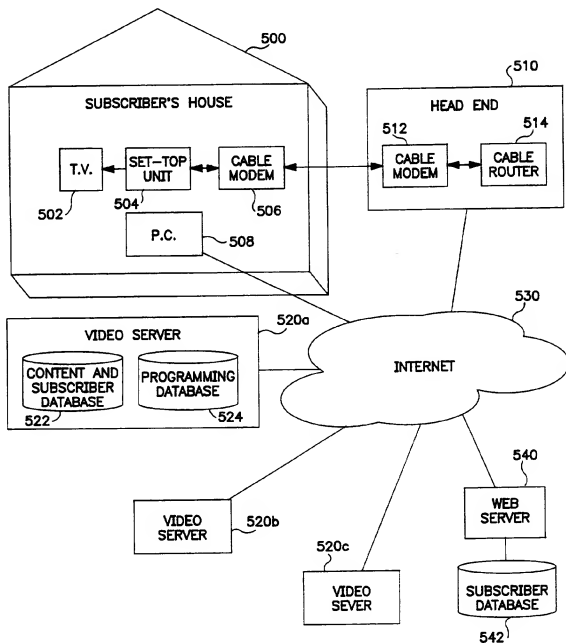 500
510
SUBSCRIBER'S HOUSE
HEAD END
512
514
T.V.
SET-TOP
UNIT
CABLE
MODEM
CABLE
MODEM
CABLE
ROUTER
502
504
506
P.C.
508
520a
530
VIDEO SERVER
INTERNET
CONTENT AND
SUBSCRIBER
DATABASE
PROGRAMMING
DATABASE
522
524
540
WEB
SERVER
VIDEO
SERVER
520b
520c
VIDEO
SEVER
SUBSCRIBER
DATABASE
542